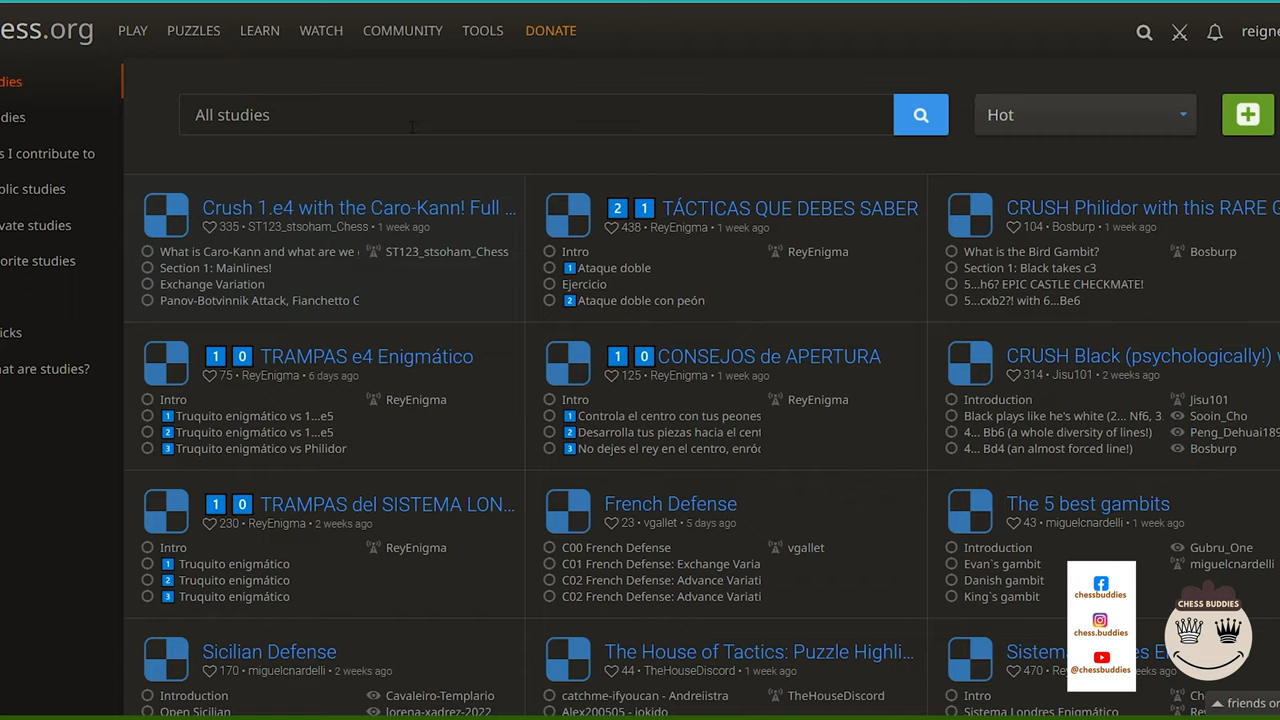 ess.org PLAY PUZZLES LEARN WATCH COMMUNITY TOOLS DONATE reigne
dies
dies
s I contribute to
blic studies
vate studies
orite studies
icks
at are studies?
All studies
Hot
Crush 1.e4 with the Caro-Kann! Full ...
335 • ST123_stsoham_Chess • 1 week ago
What is Caro-Kann and what are we
Section 1: Mainlines!
Exchange Variation
Panov-Botvinnik Attack, Fianchetto
ST123_stsoham_Chess
2 1 TÁCTICAS QUE DEBES SABER
438 • ReyEnigma • 1 week ago
Intro
1 Ataque doble
Ejercicio
2 Ataque doble con peón
ReyEnigma
CRUSH Philidor with this RARE
104 • Bosburp • 1 week ago
What is the Bird Gambit?
Section 1: Black takes c3
5...h6? EPIC CASTLE CHECKMATE!
5...cxb2?! with 6...Be6
Bosburp
1 0 TRAMPAS e4 Enigmático
75 • ReyEnigma • 6 days ago
Intro
1 Truquito enigmático vs 1...e5
2 Truquito enigmático vs 1...e5
3 Truquito enigmático vs Philidor
ReyEnigma
1 0 CONSEJOS de APERTURA
125 • ReyEnigma • 1 week ago
Intro
1 Controla el centro con tus peones
2 Desarrolla tus piezas hacia el cent
3 No dejes el rey en el centro, enróc
ReyEnigma
CRUSH Black (psychologically!) w
314 • Jisu101 • 2 weeks ago
Introduction
Black plays like he's white (2... Nf6, 3.
4... Bb6 (a whole diversity of lines!)
4... Bd4 (an almost forced line!)
Jisu101
Sooin_Cho
Peng_Dehuai189
Bosburp
1 0 TRAMPAS del SISTEMA LON...
230 • ReyEnigma • 2 weeks ago
Intro
1 Truquito enigmático
2 Truquito enigmático
3 Truquito enigmático
ReyEnigma
French Defense
23 • vgallet • 5 days ago
C00 French Defense
C01 French Defense: Exchange Varia
C02 French Defense: Advance Variati
C02 French Defense: Advance Variati
vgallet
The 5 best gambits
43 • miguelcnardelli • 1 week ago
Introduction
Evan`s gambit
Danish gambit
King`s gambit
Gubru_One
miguelcnardelli
Sicilian Defense
170 • miguelcnardelli • 2 weeks ago
Introduction
Open Sicilian
Cavaleiro-Templario
lorena-xadrez-2022
The House of Tactics: Puzzle Highli...
44 • TheHouseDiscord • 1 week ago
catchme-ifyoucan - Andreiistra
Alex200505 - jokido
TheHouseDiscord
Sistem
470 • Re
Intro
Sistema Londres Enigmático
chessbuddies
chess.buddies
@chessbuddies
CHESS BUDDIES
friends on